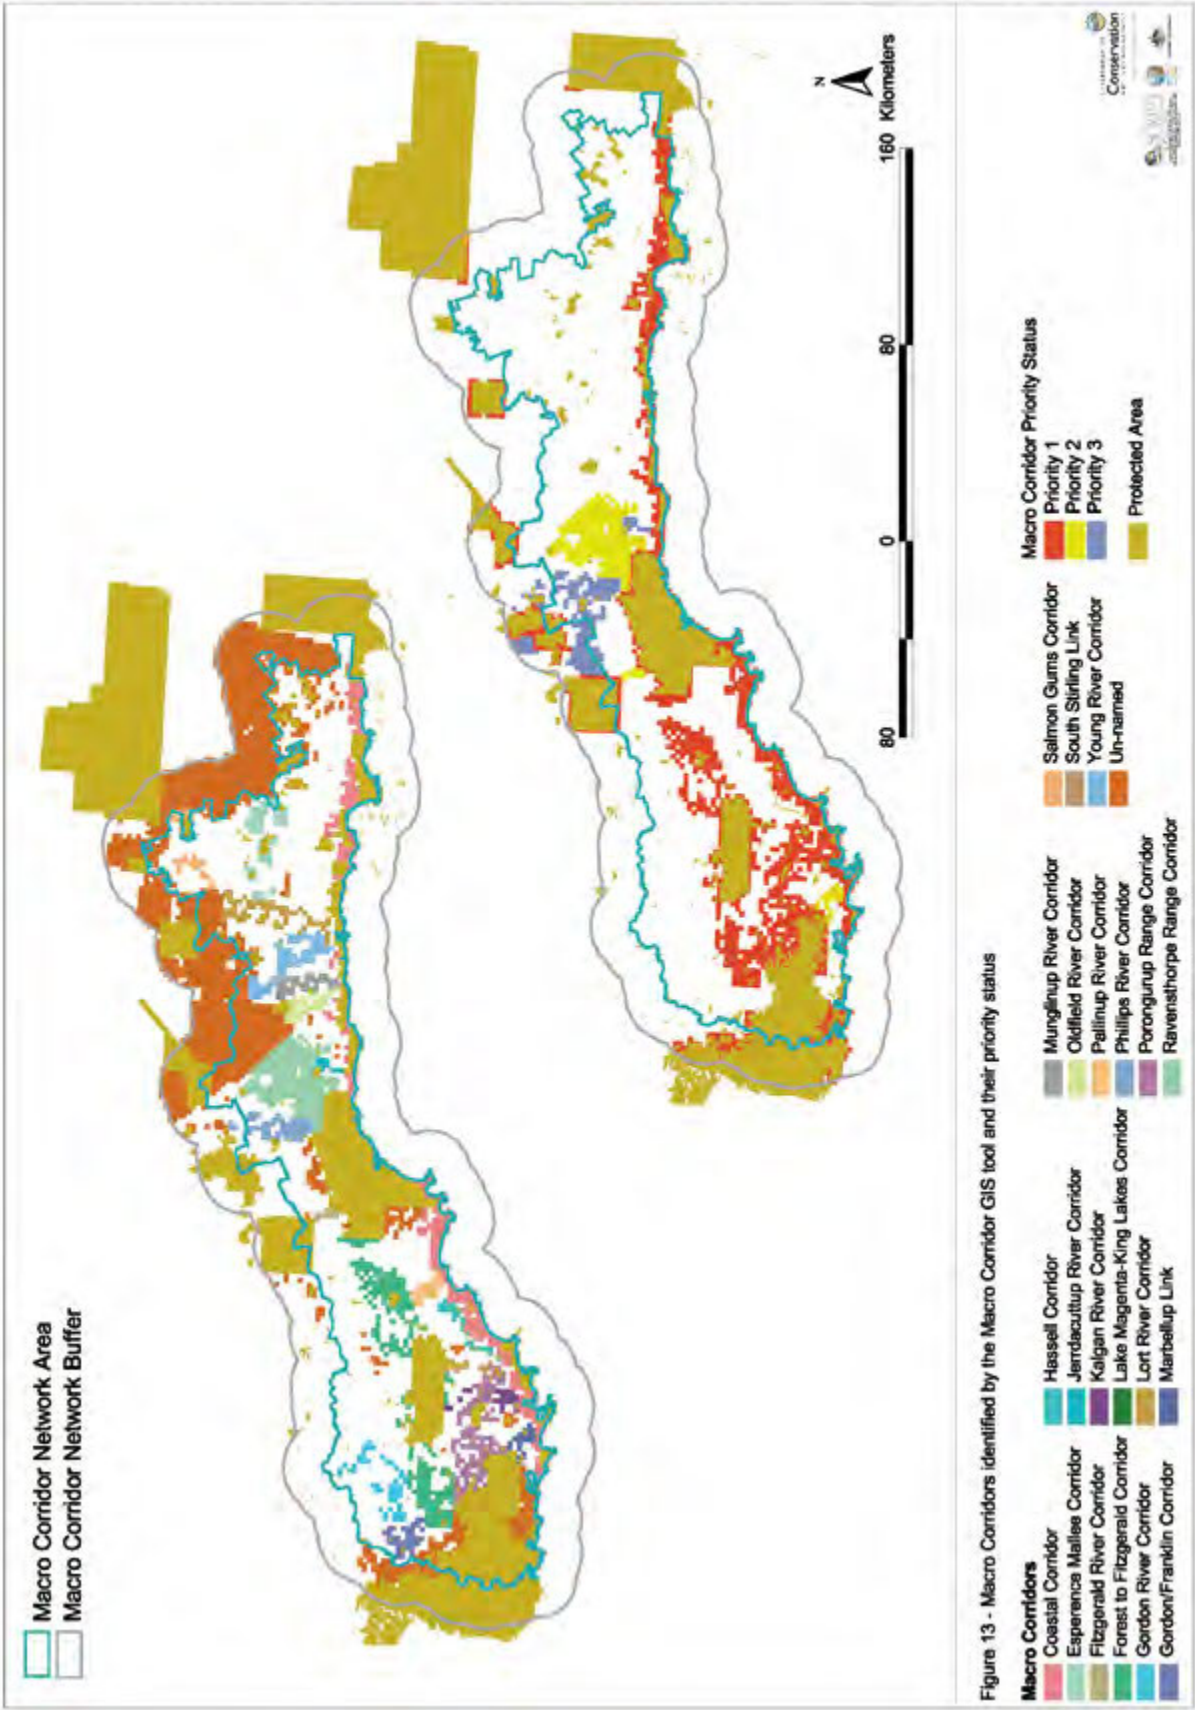 Macro Corridor Network Area
Macro Corridor Network Buffer
N
80 0 80 160 Kilometers
Figure 13 - Macro Corridors identified by the Macro Corridor GIS tool and their priority status
Macro Corridors
Coastal Corridor
Esperence Mallee Corridor
Fitzgerald River Corridor
Forest to Fitzgerald Corridor
Gordon River Corridor
Gordon/Franklin Corridor
Hassell Corridor
Jerrdacuttup River Corridor
Kalgan River Corridor
Lake Magenta-King Lakes Corridor
Lort River Corridor
Marbellup Link
Munglinup River Corridor
Oldfield River Corridor
Pallinup River Corridor
Phillips River Corridor
Porongurup Range Corridor
Ravensthorpe Range Corridor
Salmon Gums Corridor
South Stirling Link
Young River Corridor
Un-named
Macro Corridor Priority Status
Priority 1
Priority 2
Priority 3
Protected Area
Conservation